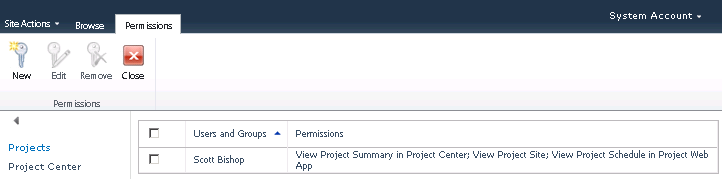 Site Actions Browse Permissions System Account
New Edit Remove Close
Permissions
Projects
Project Center
Users and Groups Permissions
Scott Bishop View Project Summary in Project Center; View Project Site; View Project Schedule in Project Web
App